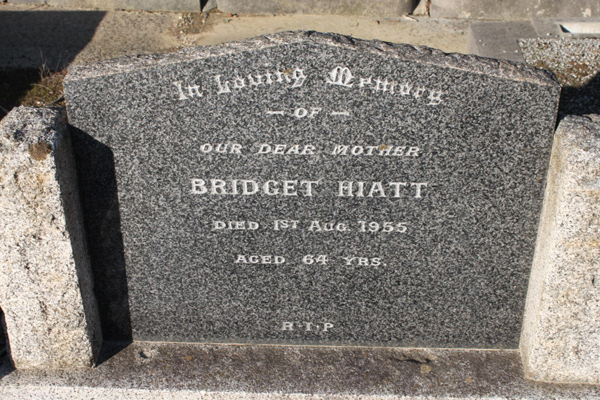 In Loving Memory
— OF —
OUR DEAR MOTHER
BRIDGET HIATT
DIED 1ST AUG. 1955
AGED 64 YRS.
R·I·P